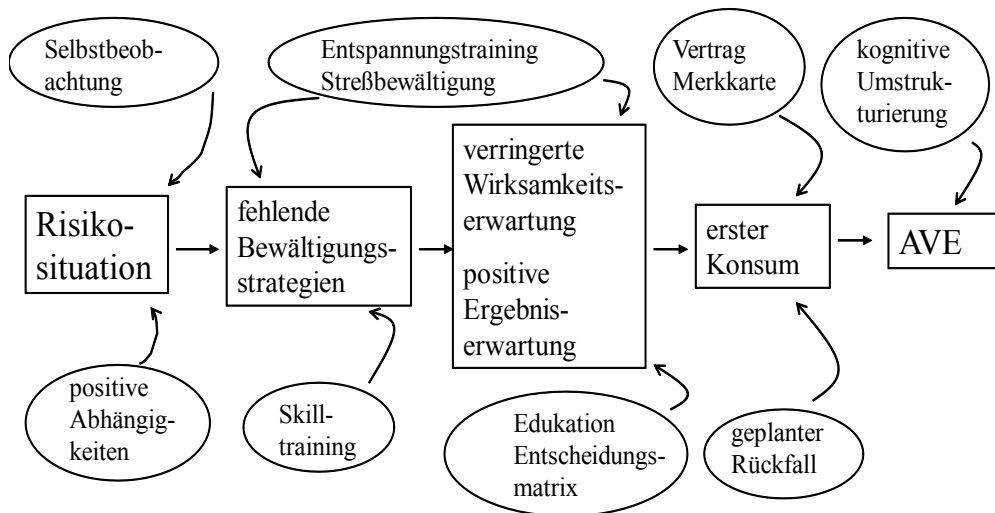 Selbstbeob-
achtung
Entspannungstraining
Streßbewältigung
Vertrag
Merkkarte
kognitive
Umstruk-
turierung
Risiko-
situation
fehlende
Bewältigungs-
strategien
verringerte
Wirksamkeits-
erwartung
positive
Ergebnis-
erwartung
erster
Konsum
AVE
positive
Abhängig-
keiten
Skill-
training
Edukation
Entscheidungs-
matrix
geplanter
Rückfall